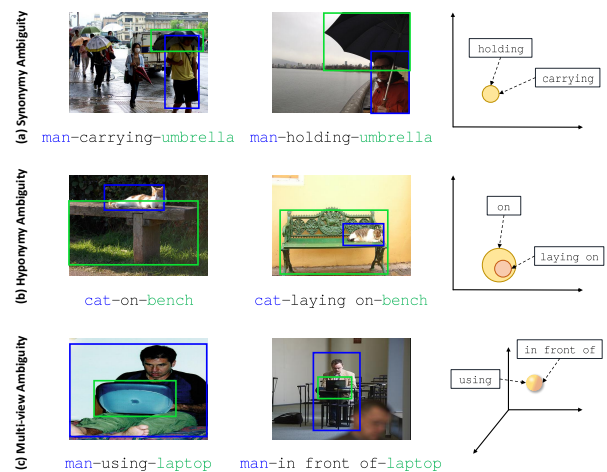 (a) Synonymy Ambiguity
man-carrying-umbrella
man-holding-umbrella
holding
carrying
(b) Hyponymy Ambiguity
cat-on-bench
cat-laying on-bench
on
laying on
(c) Multi-view Ambiguity
man-using-laptop
man-in front of-laptop
in front of
using